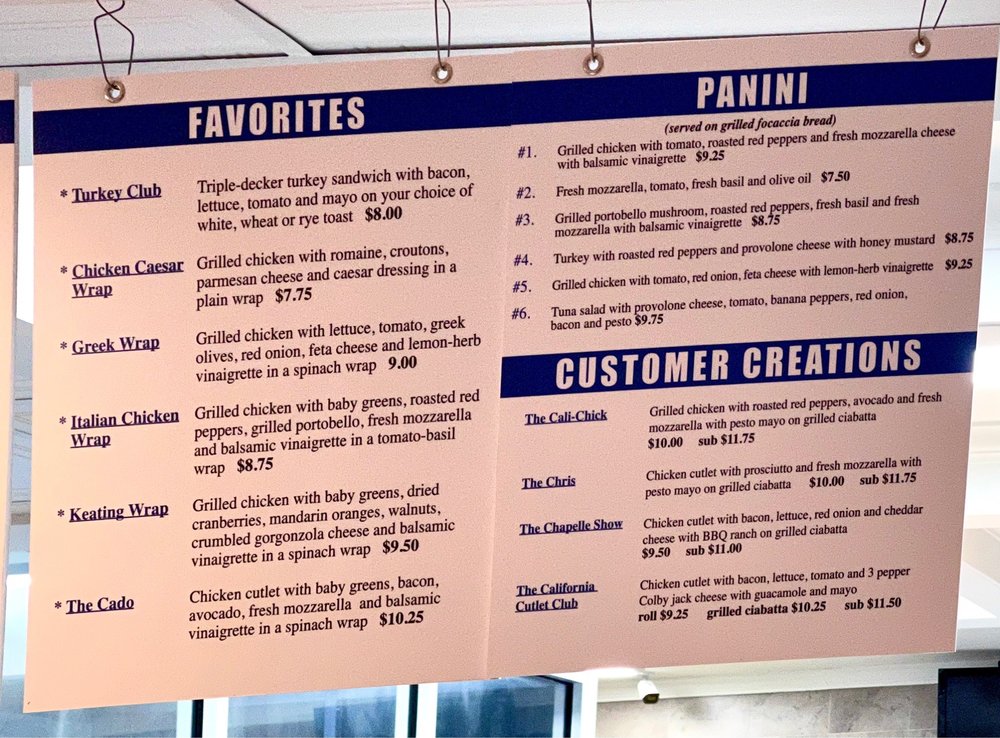 FAVORITES
* Turkey Club
Triple-decker turkey sandwich with bacon,
lettuce, tomato and mayo on your choice of
white, wheat or rye toast $8.00
* Chicken Caesar
Wrap
Grilled chicken with romaine, croutons,
parmesan cheese and caesar dressing in a
plain wrap $7.75
* Greek Wrap
Grilled chicken with lettuce, tomato, greek
olives, red onion, feta cheese and lemon-herb
vinaigrette in a spinach wrap 9.00
* Italian Chicken
Wrap
Grilled chicken with baby greens, roasted red
peppers, grilled portobello, fresh mozzarella
and balsamic vinaigrette in a tomato-basil
wrap $8.75
* Keating Wrap
Grilled chicken with baby greens, dried
cranberries, mandarin oranges, walnuts,
crumbled gorgonzola cheese and balsamic
vinaigrette in a spinach wrap $9.50
* The Cado
Chicken cutlet with baby greens, bacon,
avocado, fresh mozzarella and balsamic
vinaigrette in a spinach wrap $10.25
PANINI
(served on grilled focaccia bread)
#1. Grilled chicken with tomato, roasted red peppers and fresh mozzarella cheese
with balsamic vinaigrette $9.25
#2. Fresh mozzarella, tomato, fresh basil and olive oil $7.50
#3. Grilled portobello mushroom, roasted red peppers, fresh basil and fresh
mozzarella with balsamic vinaigrette $8.75
#4. Turkey with roasted red peppers and provolone cheese with honey mustard $8.75
#5. Grilled chicken with tomato, red onion, feta cheese with lemon-herb vinaigrette $9.25
#6. Tuna salad with provolone cheese, tomato, banana peppers, red onion,
bacon and pesto $9.75
CUSTOMER CREATIONS
The Cali-Chick
Grilled chicken with roasted red peppers, avocado and fresh
mozzarella with pesto mayo on grilled ciabatta
$10.00 sub $11.75
The Chris
Chicken cutlet with prosciutto and fresh mozzarella with
pesto mayo on grilled ciabatta $10.00 sub $11.75
The Chapelle Show
Chicken cutlet with bacon, lettuce, red onion and cheddar
cheese with BBQ ranch on grilled ciabatta
$9.50 sub $11.00
The California
Cutlet Club
Chicken cutlet with bacon, lettuce, tomato and 3 pepper
Colby jack cheese with guacamole and mayo
roll $9.25 grilled ciabatta $10.25 sub $11.50